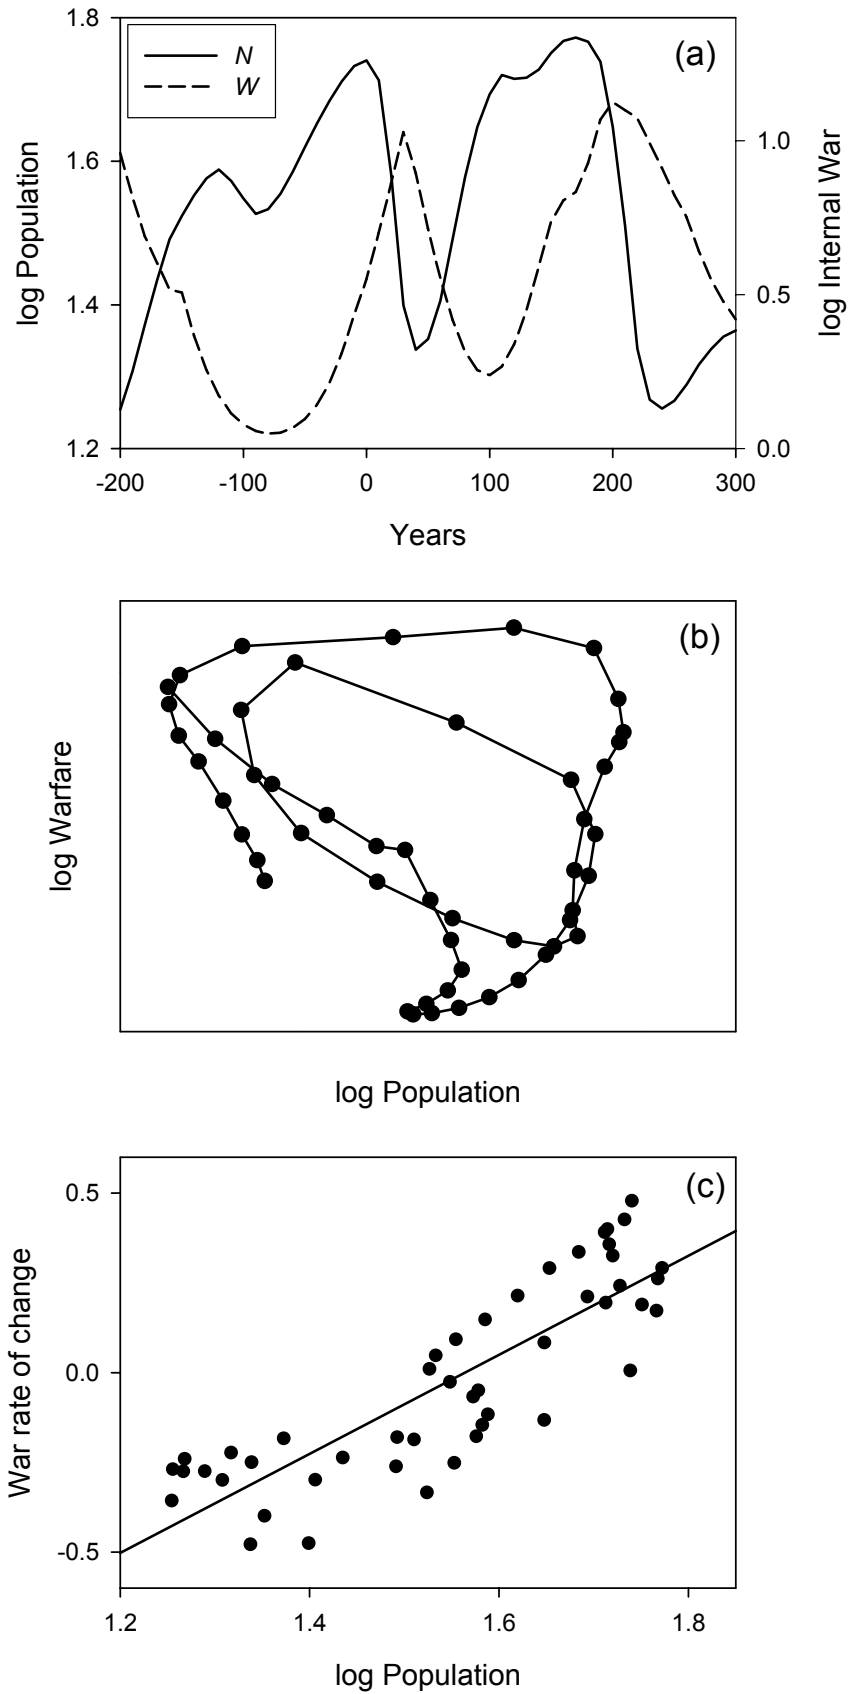 (a)
N
W
1.8
1.6
1.4
1.2
log Population
1.0
0.5
0.0
log Internal War
-200 -100 0 100 200 300
Years
(b)
log Warfare
log Population
(c)
0.5
0.0
-0.5
War rate of change
1.2 1.4 1.6 1.8
log Population